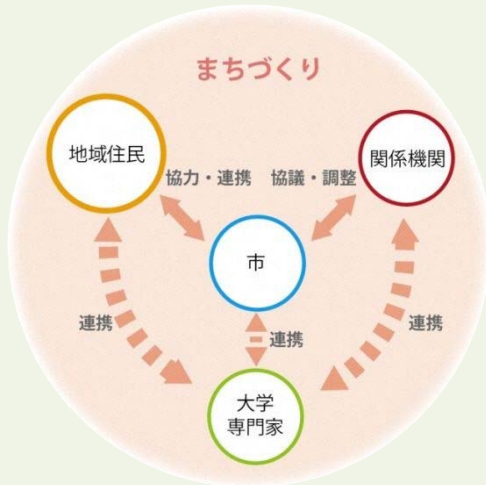 まちづくり
地域住民
関係機関
協力・連携
協議・調整
市
連携
連携
連携
大学
専門家